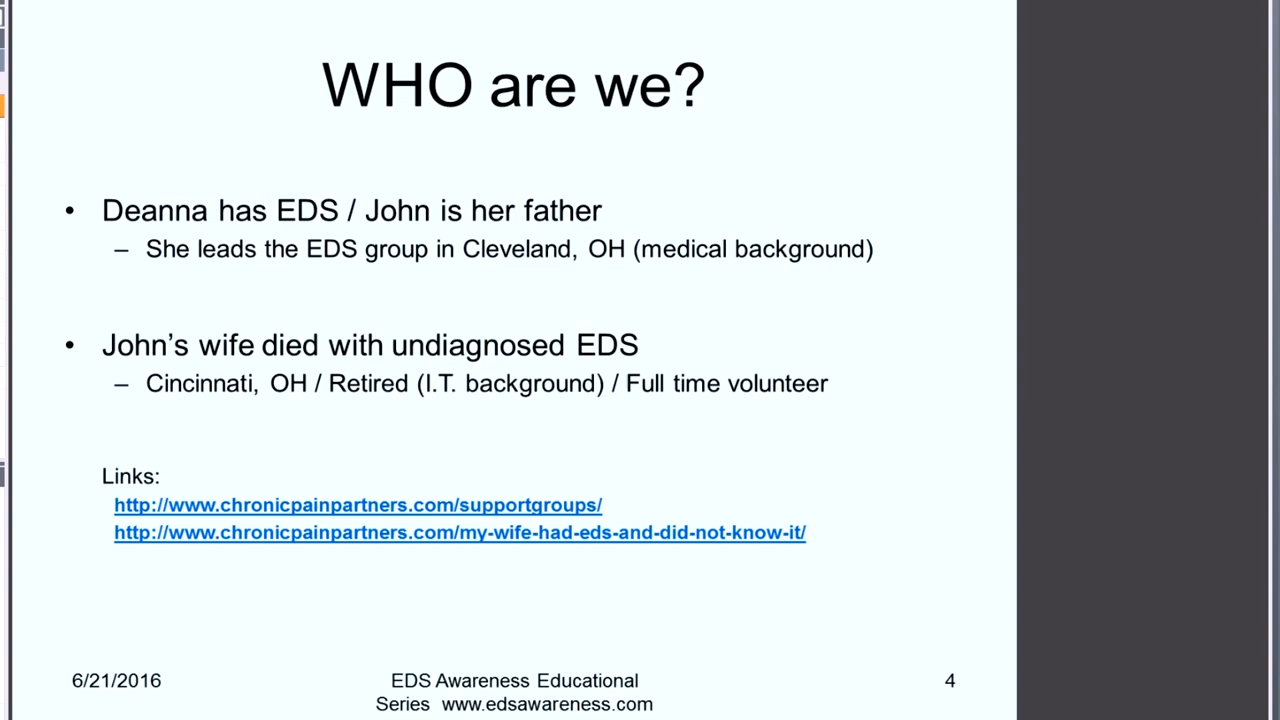 WHO are we?
• Deanna has EDS / John is her father
– She leads the EDS group in Cleveland, OH (medical background)
• John’s wife died with undiagnosed EDS
– Cincinnati, OH / Retired (I.T. background) / Full time volunteer
Links:
http://www.chronicpainpartners.com/supportgroups/
http://www.chronicpainpartners.com/my-wife-had-eds-and-did-not-know-it/
6/21/2016
EDS Awareness Educational
Series www.edsawareness.com
4